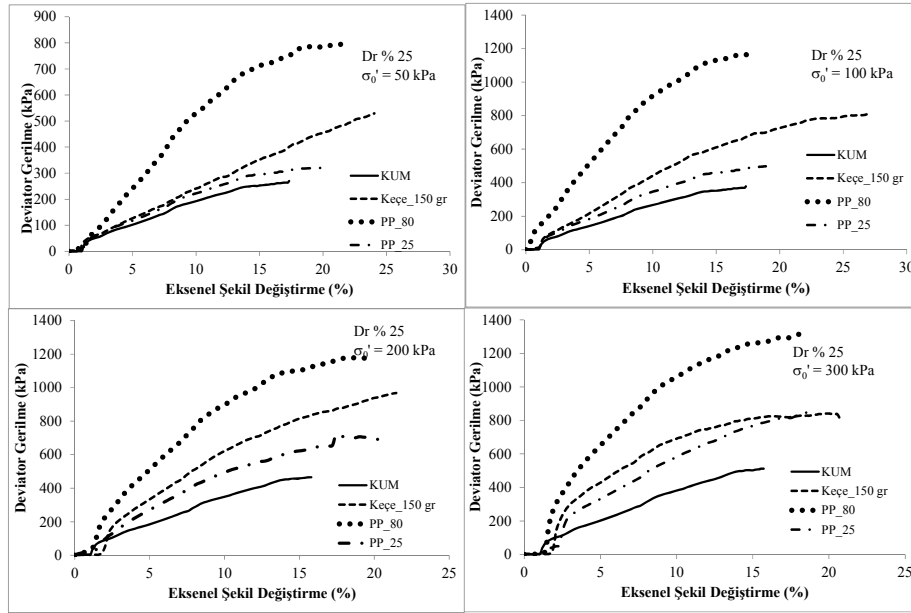 900
800
700
600
500
400
300
200
100
0
Deviator Gerilme (kPa)
Dr % 25
σ0' = 50 kPa
KUM
Keçe_150 gr
PP_80
PP_25
0 5 10 15 20 25 30
Eksenel Şekil Değiştirme (%)
1400
1200
1000
800
600
400
200
0
Deviator Gerilme (kPa)
Dr % 25
σ0' = 100 kPa
KUM
Keçe_150 gr
PP_80
PP_25
0 5 10 15 20 25 30
Eksenel Şekil Değiştirme (%)
1400
1200
1000
800
600
400
200
0
Deviator Gerilme (kPa)
Dr % 25
σ0' = 200 kPa
KUM
Keçe_150 gr
PP_80
PP_25
0 5 10 15 20 25
Eksenel Şekil Değiştirme (%)
1400
1200
1000
800
600
400
200
0
Deviator Gerilme (kPa)
Dr % 25
σ0' = 300 kPa
KUM
Keçe_150 gr
PP_80
PP_25
0 5 10 15 20 25
Eksenel Şekil Değiştirme (%)